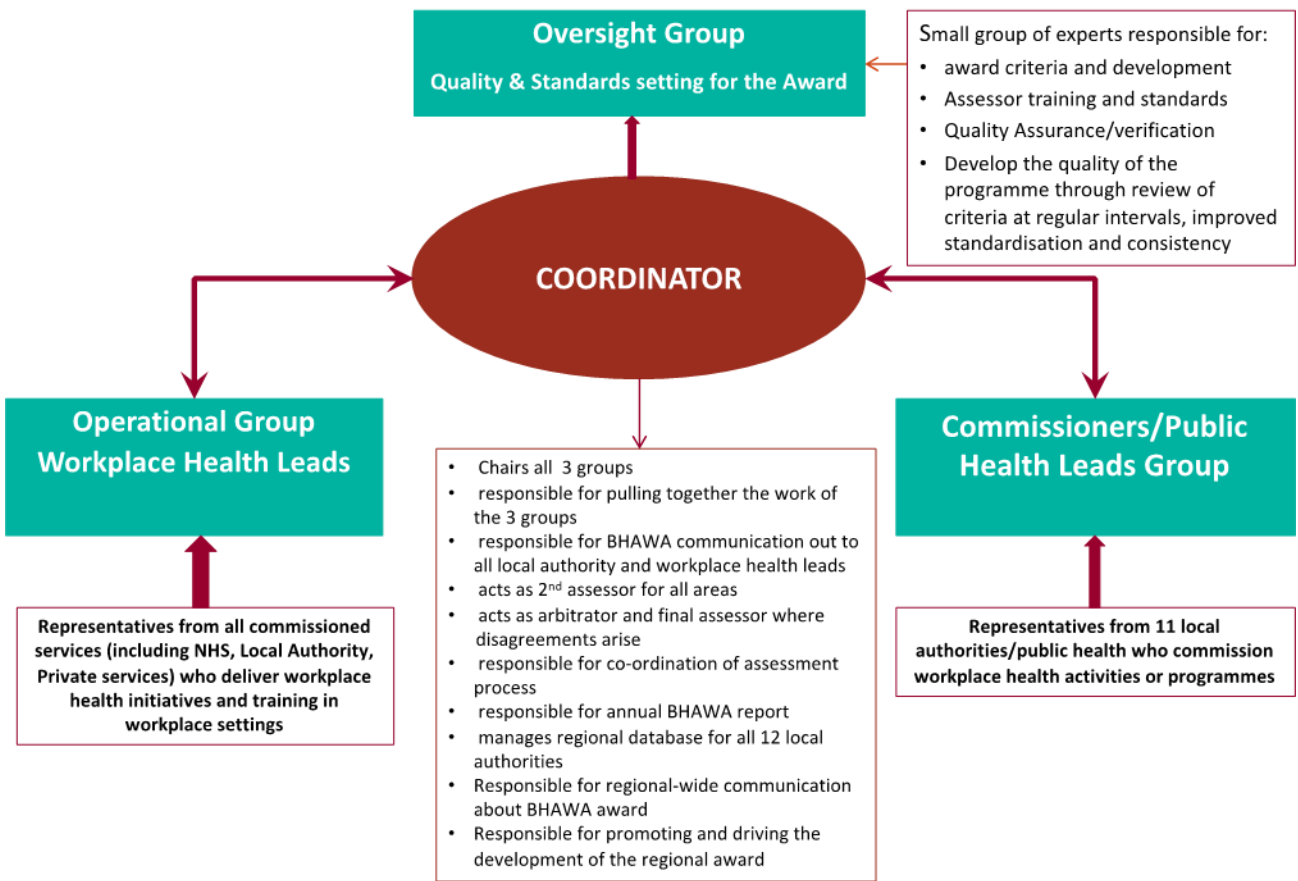 Oversight Group
Quality & Standards setting for the Award
Small group of experts responsible for:
• award criteria and development
• Assessor training and standards
• Quality Assurance/verification
• Develop the quality of the
programme through review of
criteria at regular intervals, improved
standardisation and consistency
COORDINATOR
Operational Group
Workplace Health Leads
Commissioners/Public
Health Leads Group
• Chairs all 3 groups
• responsible for pulling together the work of
the 3 groups
• responsible for BHAWA communication out to
all local authority and workplace health leads
• acts as 2nd assessor for all areas
• acts as arbitrator and final assessor where
disagreements arise
• responsible for co-ordination of assessment
process
• responsible for annual BHAWA report
• manages regional database for all 12 local
authorities
• Responsible for regional-wide communication
about BHAWA award
• Responsible for promoting and driving the
development of the regional award
Representatives from all commissioned
services (including NHS, Local Authority,
Private services) who deliver workplace
health initiatives and training in
workplace settings
Representatives from 11 local
authorities/public health who commission
workplace health activities or programmes